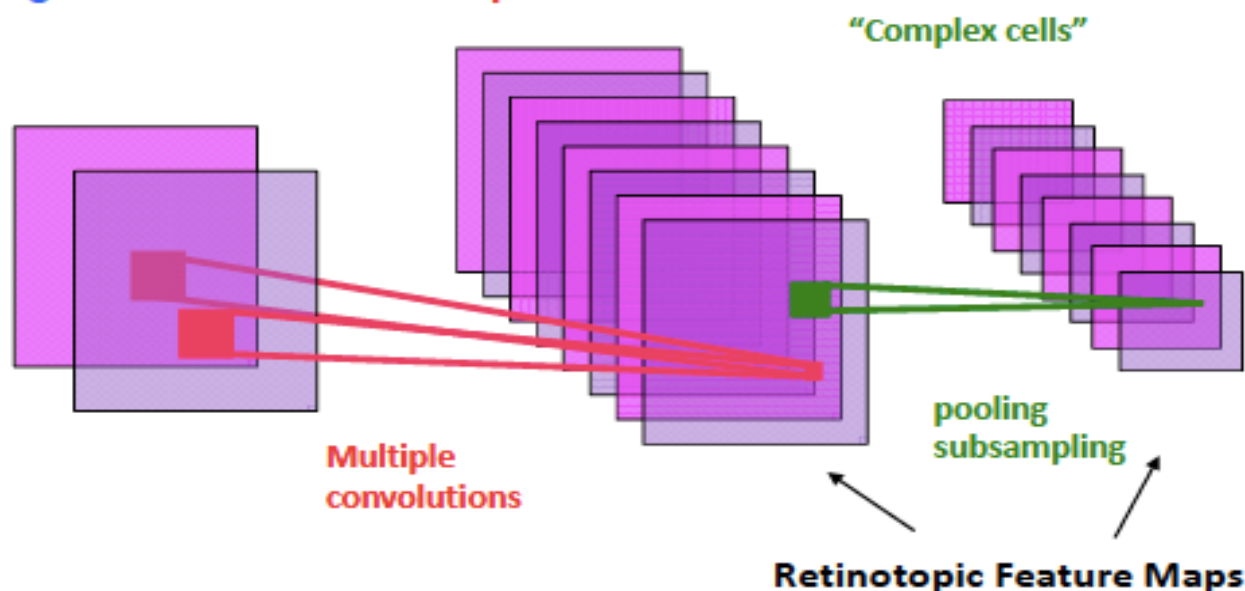 “Complex cells”
Multiple
convolutions
pooling
subsampling
Retinotopic Feature Maps